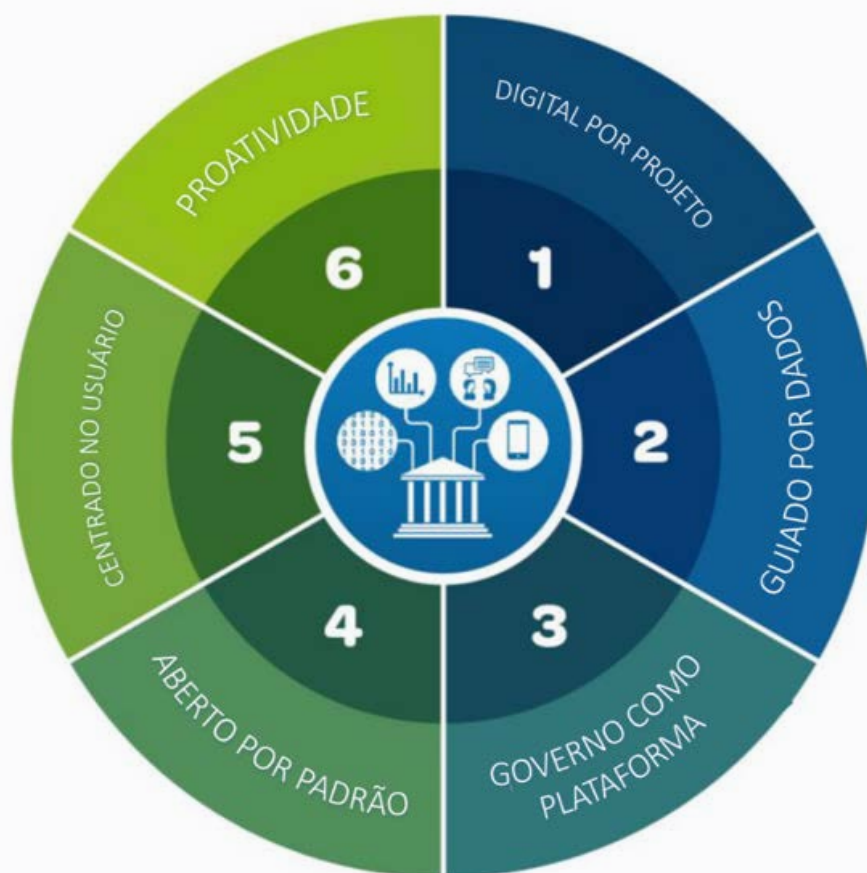 1
DIGITAL POR PROJETO
2
GUIADO POR DADOS
3
GOVERNO COMO
PLATAFORMA
4
ABERTO POR PADRÃO
5
CENTRADO NO USUÁRIO
6
PROATIVIDADE